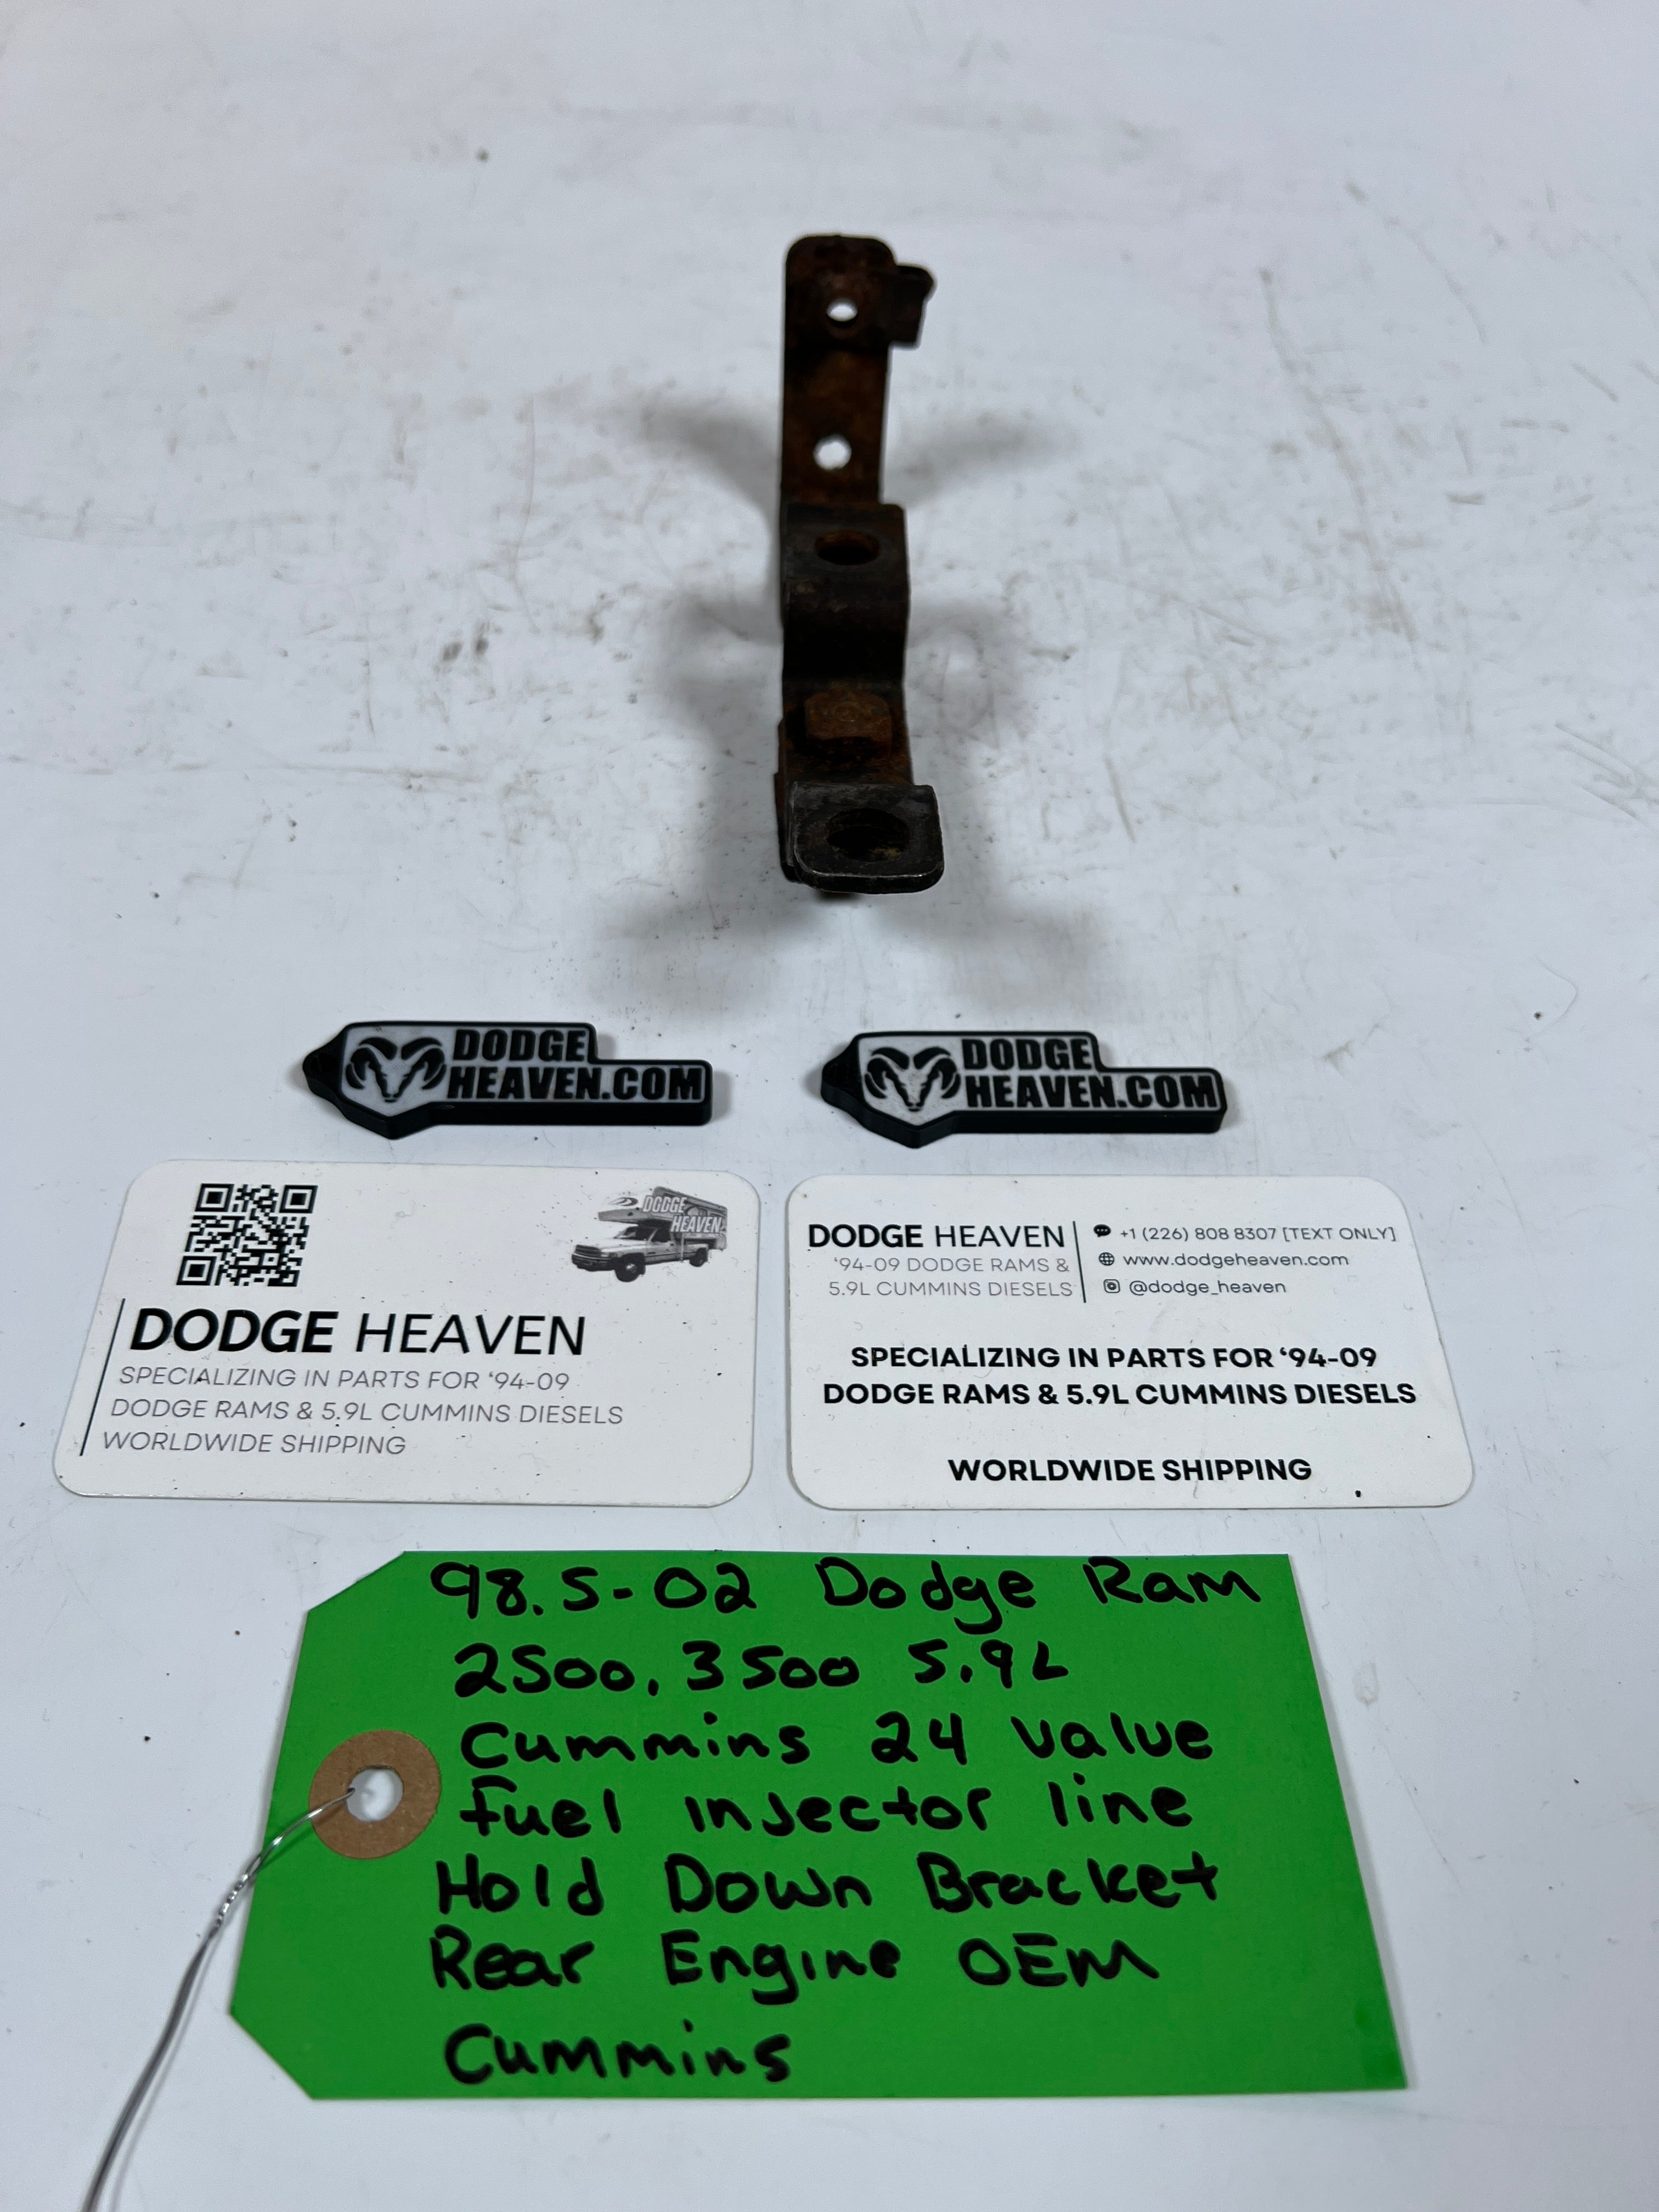 DODGE
HEAVEN.COM
DODGE
HEAVEN.COM
DODGE
HEAVEN
DODGE HEAVEN
SPECIALIZING IN PARTS FOR '94-09
DODGE RAMS & 5.9L CUMMINS DIESELS
WORLDWIDE SHIPPING
DODGE HEAVEN
'94-09 DODGE RAMS &
5.9L CUMMINS DIESELS
+1 (226) 808 8307 [TEXT ONLY]
www.dodgeheaven.com
@dodge_heaven
SPECIALIZING IN PARTS FOR '94-09
DODGE RAMS & 5.9L CUMMINS DIESELS
WORLDWIDE SHIPPING
98.5-02 Dodge Ram
2500, 3500 5.9L
Cummins 24 value
Fuel Injector line
Hold Down Bracket
Rear Engine OEM
Cummins